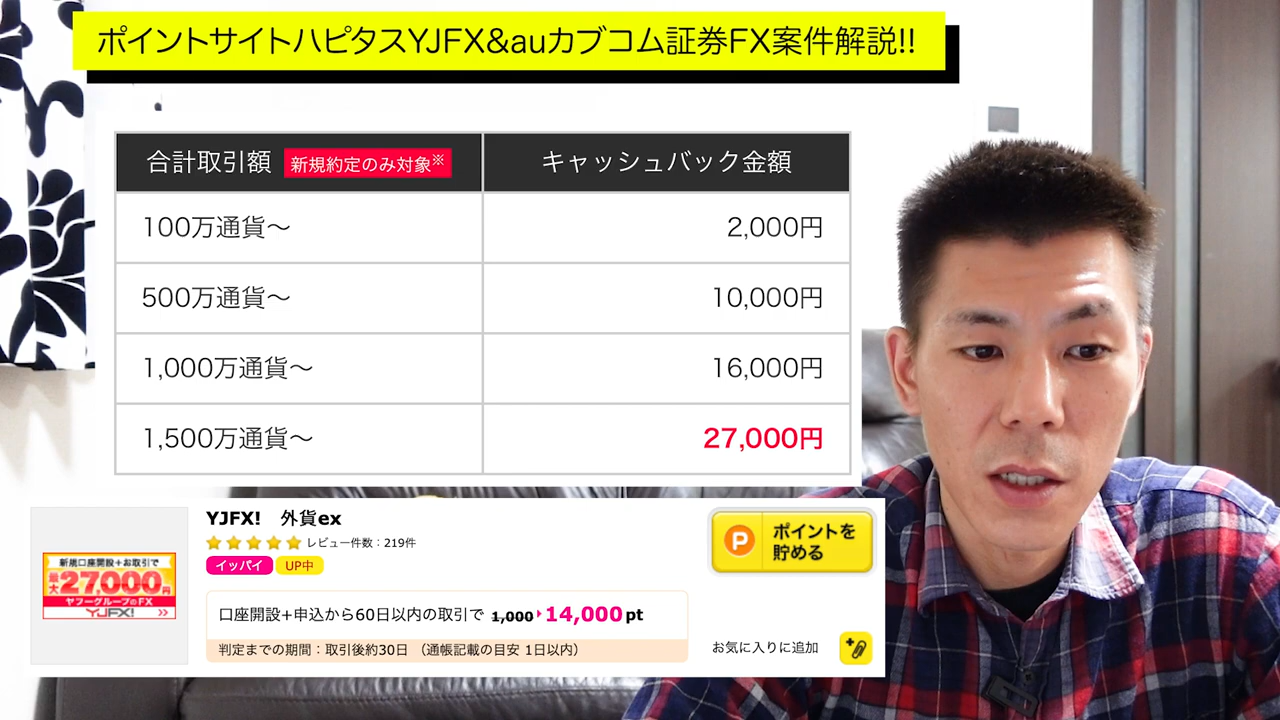 ポイントサイトハピタスYJFX&auカブコム証券FX案件解説!!
合計取引額 新規約定のみ対象※ キャッシュバック金額
100万通貨〜 2,000円
500万通貨〜 10,000円
1,000万通貨〜 16,000円
1,500万通貨〜 27,000円
新規口座開設+お取引で
最大27,000円
ヤフーグループのFX
YJFX! >>
YJFX! 外貨ex
レビュー件数:219件
イッパイ UP中
口座開設+申込から60日以内の取引で 1,000 14,000pt
判定までの期間:取引後約30日 (通帳記載の目安 1日以内)
P ポイントを
貯める
お気に入りに追加